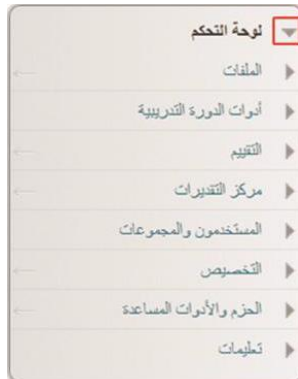 لوحة التحكم
الملفات
أدوات الدورة التدريبية
التقييم
مركز التقديرات
المستخدمون والمجموعات
التخصيص
الحزم والأدوات المساعدة
تعليمات